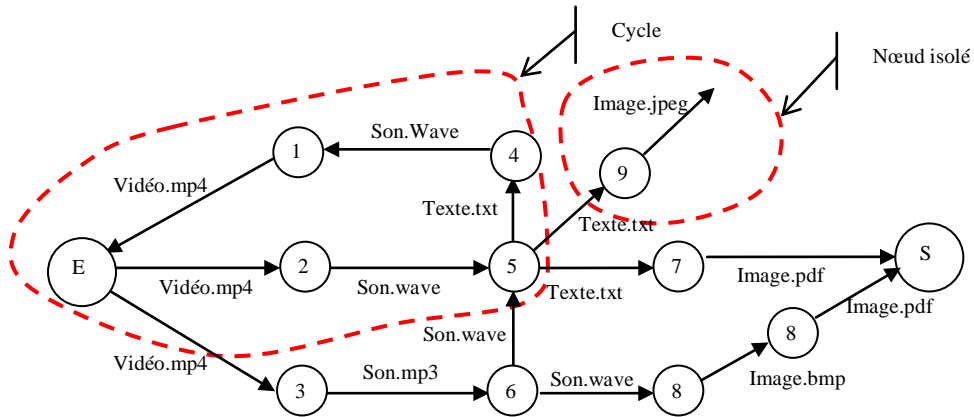 Cycle
Nœud isolé
Image.jpeg
Son.Wave
1
4
9
Vidéo.mp4
Texte.txt
Texte.txt
E
2
5
7
S
Vidéo.mp4
Son.wave
Texte.txt
Image.pdf
Image.pdf
Son.wave
8
Vidéo.mp4
Son.mp3
Son.wave
Image.bmp
3
6
8